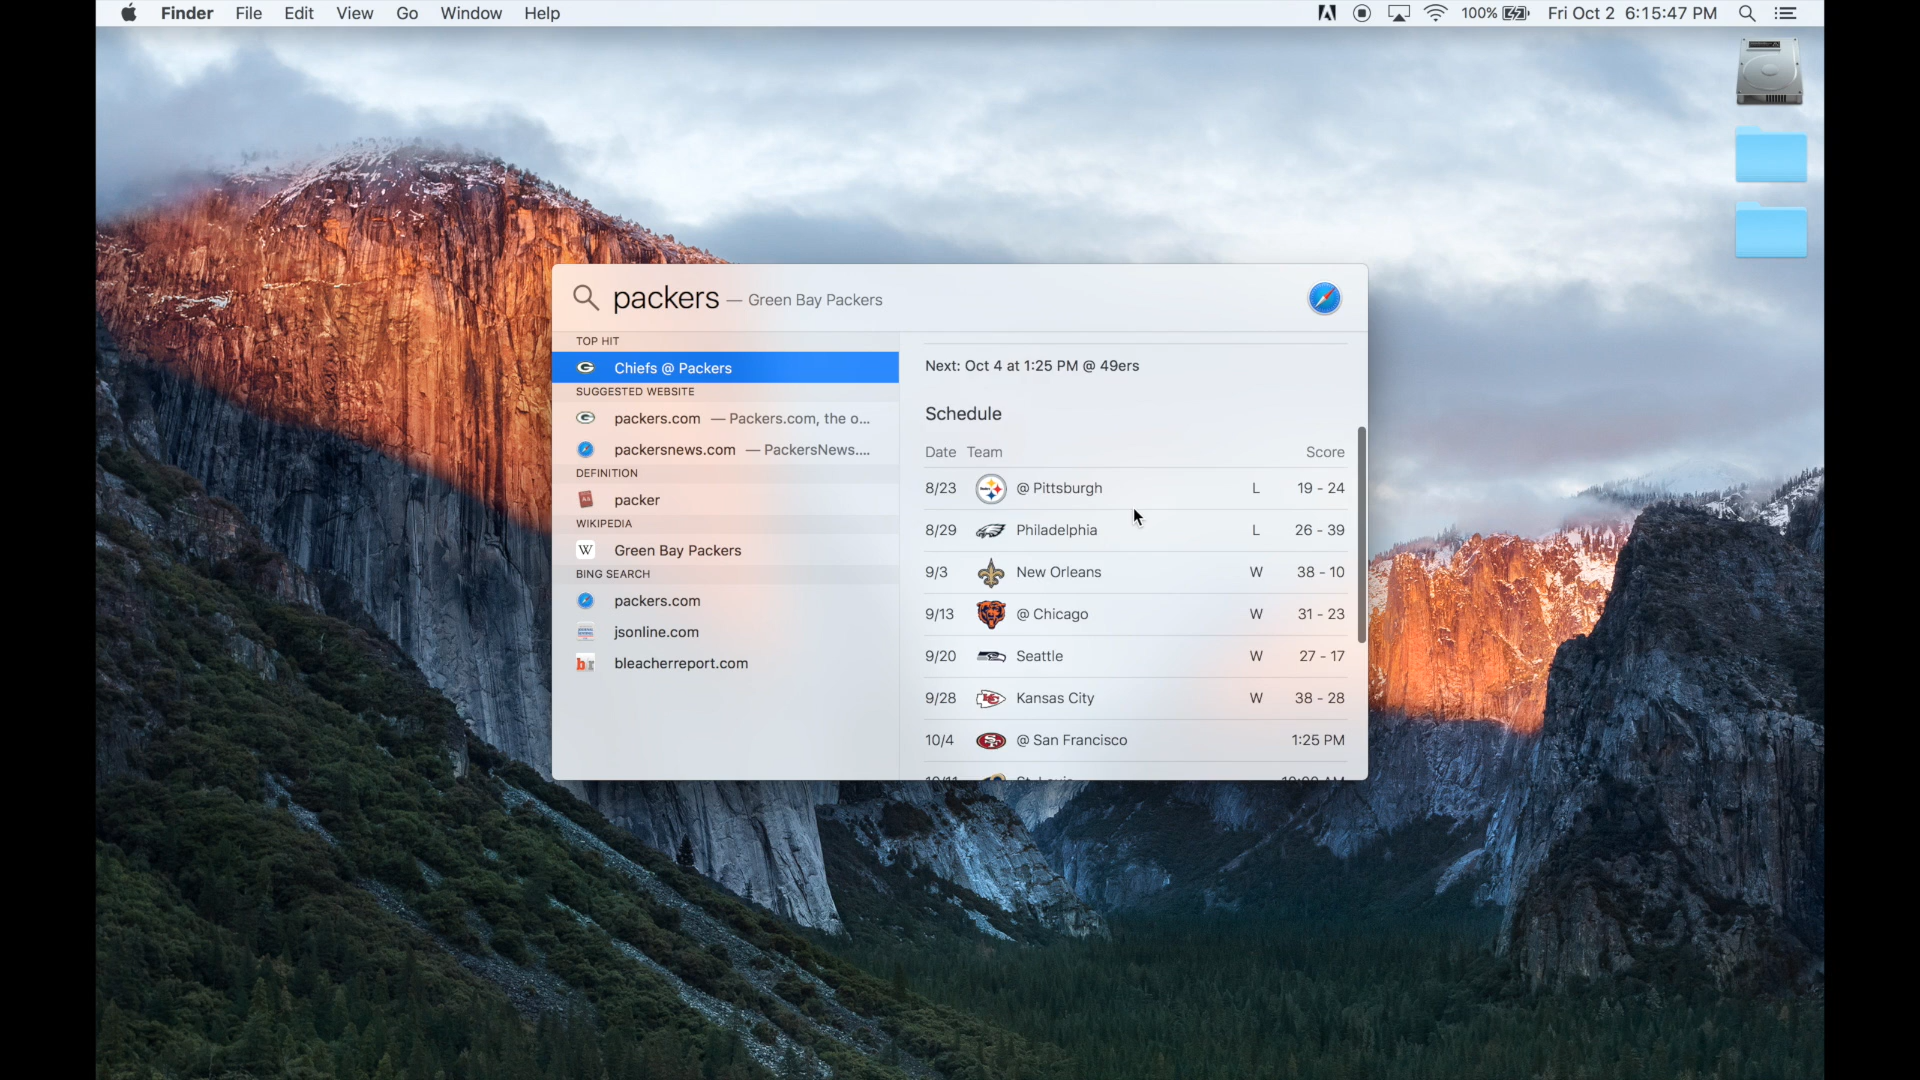 Finder File Edit View Go Window Help 100% Fri Oct 2 6:15:47 PM
packers — Green Bay Packers
TOP HIT
Chiefs @ Packers
SUGGESTED WEBSITE
packers.com — Packers.com, the o...
packersnews.com — PackersNews....
DEFINITION
packer
WIKIPEDIA
W Green Bay Packers
BING SEARCH
packers.com
jsonline.com
br bleacherreport.com
Next: Oct 4 at 1:25 PM @ 49ers
Schedule
Date Team Score
8/23 @ Pittsburgh L 19 - 24
8/29 Philadelphia L 26 - 39
9/3 New Orleans W 38 - 10
9/13 @ Chicago W 31 - 23
9/20 Seattle W 27 - 17
9/28 Kansas City W 38 - 28
10/4 @ San Francisco 1:25 PM